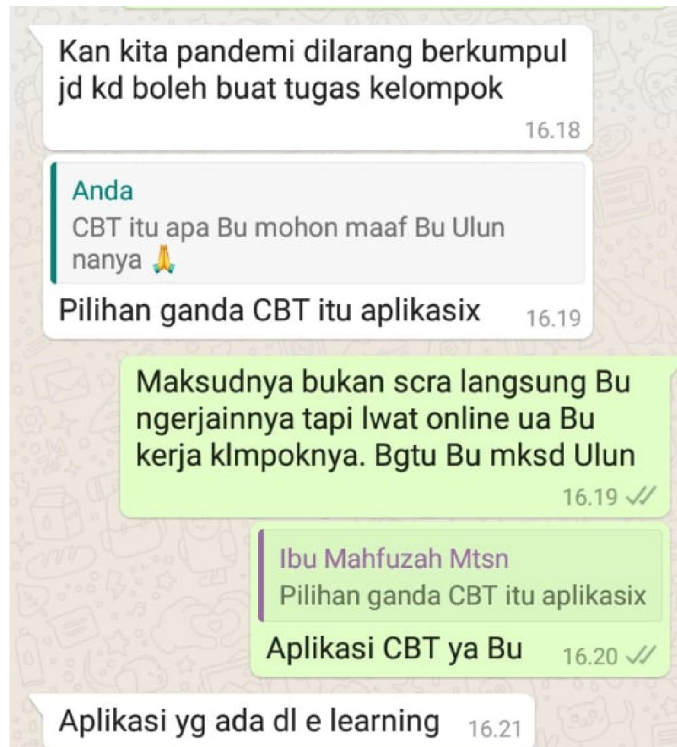 Kan kita pandemi dilarang berkumpul
jd kd boleh buat tugas kelompok
16.18
Anda
CBT itu apa Bu mohon maaf Bu Ulun
nanya 🙏
Pilihan ganda CBT itu aplikasix
16.19
Maksudnya bukan scra langsung Bu
ngerjainnya tapi lwat online ua Bu
kerja klmpoknya. Bgtu Bu mksd Ulun
16.19
Ibu Mahfuzah Mtsn
Pilihan ganda CBT itu aplikasix
Aplikasi CBT ya Bu
16.20
Aplikasi yg ada dl e learning
16.21